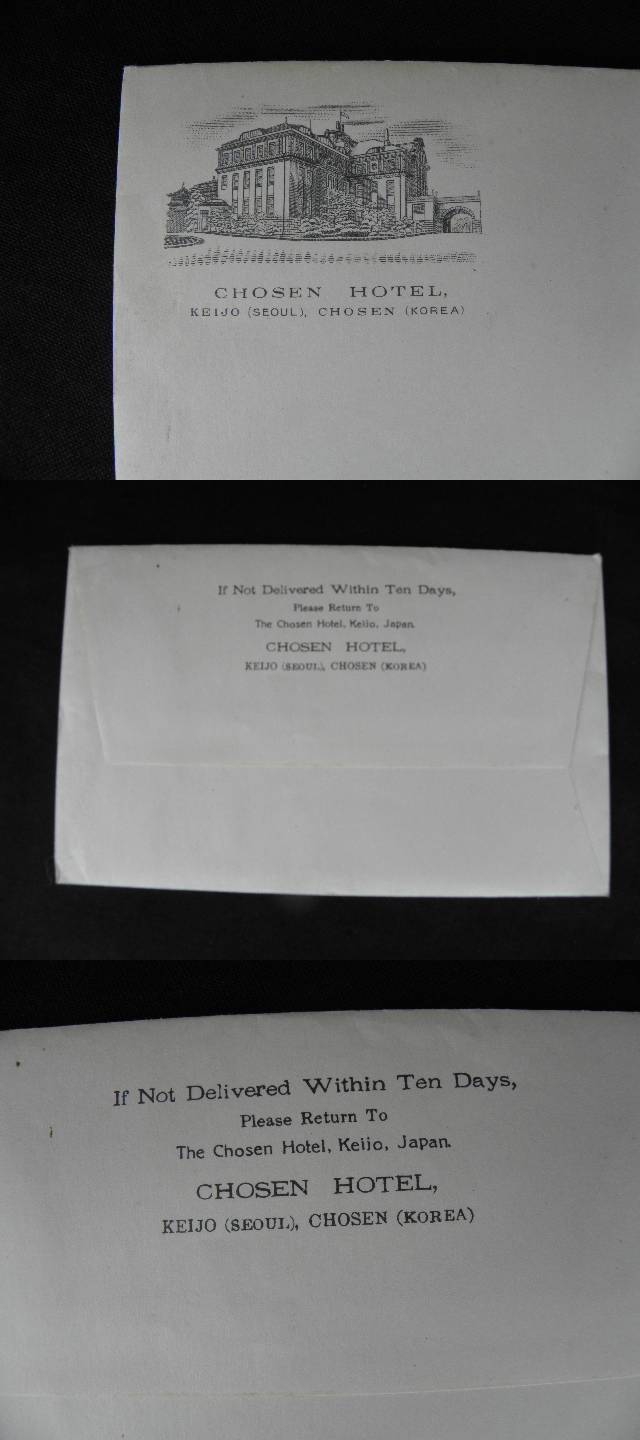 CHOSEN HOTEL,
KEIJO (SEOUL), CHOSEN (KOREA)
If Not Delivered Within Ten Days,
Please Return To
The Chosen Hotel, Keijo, Japan.
CHOSEN HOTEL,
KEIJO (SEOUL), CHOSEN (KOREA)
If Not Delivered Within Ten Days,
Please Return To
The Chosen Hotel, Keijo, Japan.
CHOSEN HOTEL,
KEIJO (SEOUL), CHOSEN (KOREA)